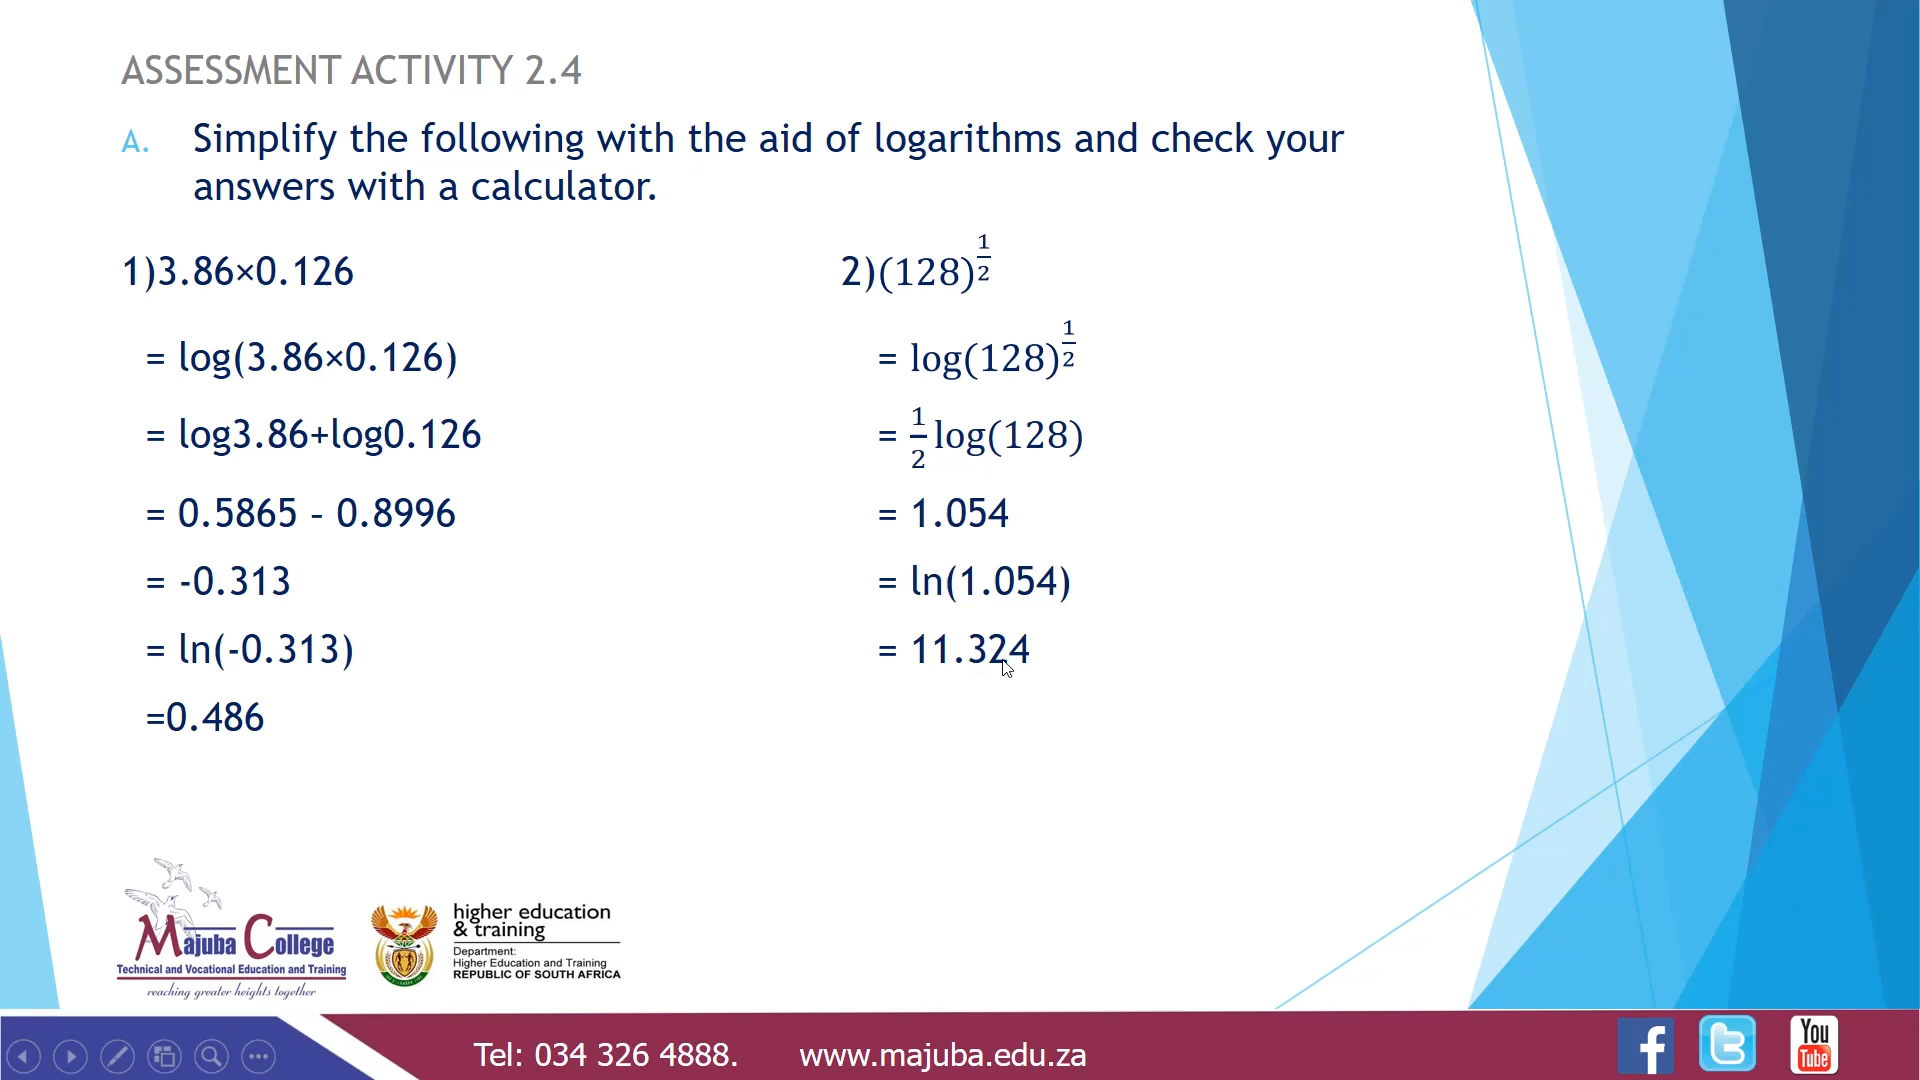 ASSESSMENT ACTIVITY 2.4
A. Simplify the following with the aid of logarithms and check your
answers with a calculator.
1)3.86×0.126
= log(3.86×0.126)
= log3.86+log0.126
= 0.5865 – 0.8996
= -0.313
= ln(-0.313)
=0.486
2)(128)^{1/2}
= log(128)^{1/2}
= 1/2 log(128)
= 1.054
= ln(1.054)
= 11.324
Majuba College
Technical and Vocational Education and Training
reaching greater heights together
higher education
& training
Department:
Higher Education and Training
REPUBLIC OF SOUTH AFRICA
Tel: 034 326 4888. www.majuba.edu.za
You
Tube